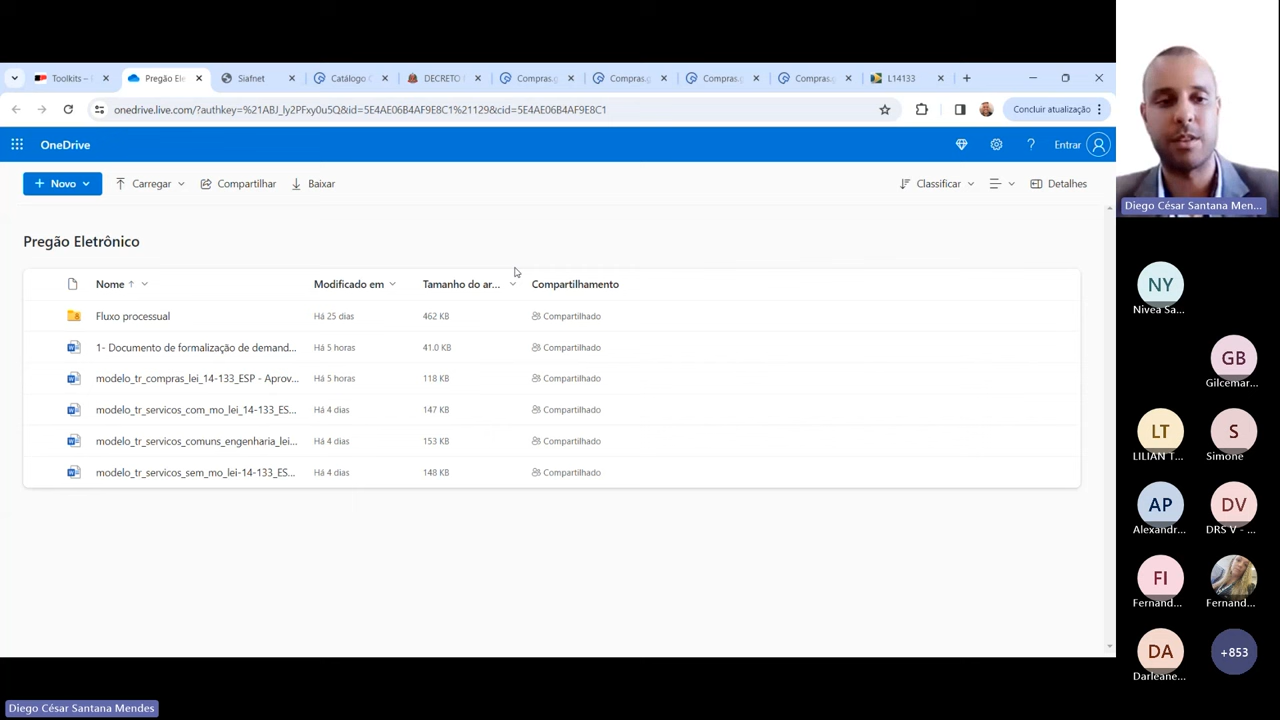 Toolkits –
Pregão Ele
Siafnet
Catálogo
DECRETO
Compras.g
Compras.g
Compras.g
Compras.g
L14133
onedrive.live.com/?authkey=%21ABJ_ly2PFxy0u5Q&id=5E4AE06B4AF9E8C1%21129&cid=5E4AE06B4AF9E8C1
Concluir atualização
OneDrive
? Entrar
+ Novo Carregar Compartilhar Baixar
Classificar Detalhes
Pregão Eletrônico
Nome ↑ Modificado em Tamanho do ar... Compartilhamento
Fluxo processual Há 25 dias 462 KB Compartilhado
1- Documento de formalização de demand... Há 5 horas 41.0 KB Compartilhado
modelo_tr_compras_lei_14-133_ESP - Aprov... Há 5 horas 118 KB Compartilhado
modelo_tr_servicos_com_mo_lei_14-133_ES... Há 4 dias 147 KB Compartilhado
modelo_tr_servicos_comuns_engenharia_lei... Há 4 dias 153 KB Compartilhado
modelo_tr_servicos_sem_mo_lei-14-133_ES... Há 4 dias 148 KB Compartilhado
Diego César Santana Men...
NY
Nivea Sa...
GB
Gilcemar...
LT
LILIAN T...
S
Simone
AP
Alexandr...
DV
DRS V - ...
FI
Fernand...
Fernand...
DA
Darleane...
+853
Diego César Santana Mendes